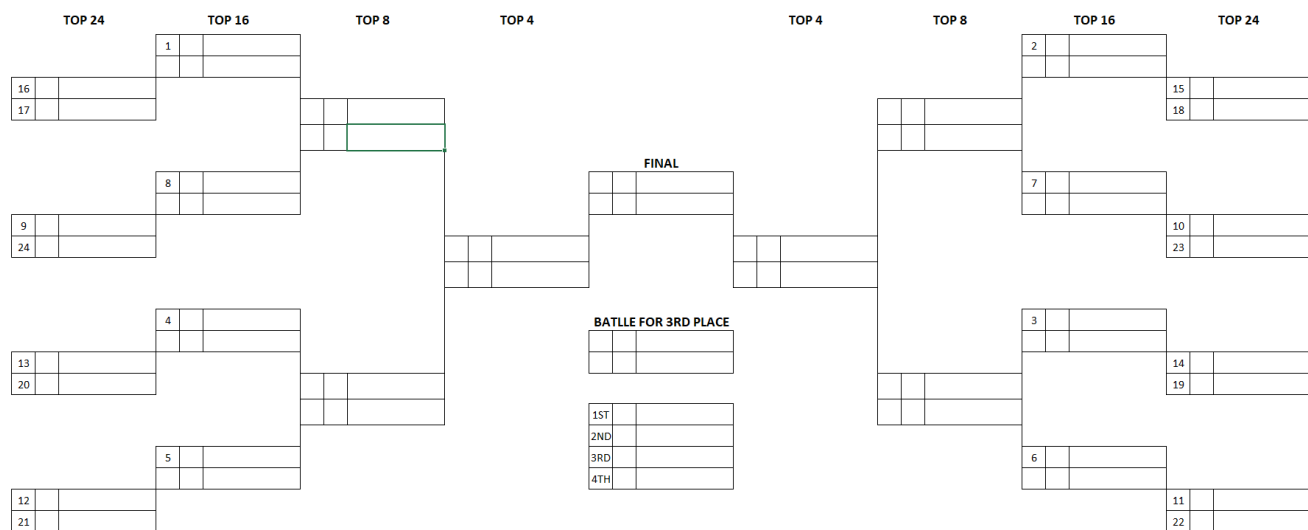 TOP 24 TOP 16 TOP 8 TOP 4 TOP 4 TOP 8 TOP 16 TOP 24
1 2
16 15
17 18
FINAL
8 7
9 10
24 23
4 3
BATLLE FOR 3RD PLACE
13 14
20 19
1ST
2ND
5 3RD 6
4TH
12 11
21 22